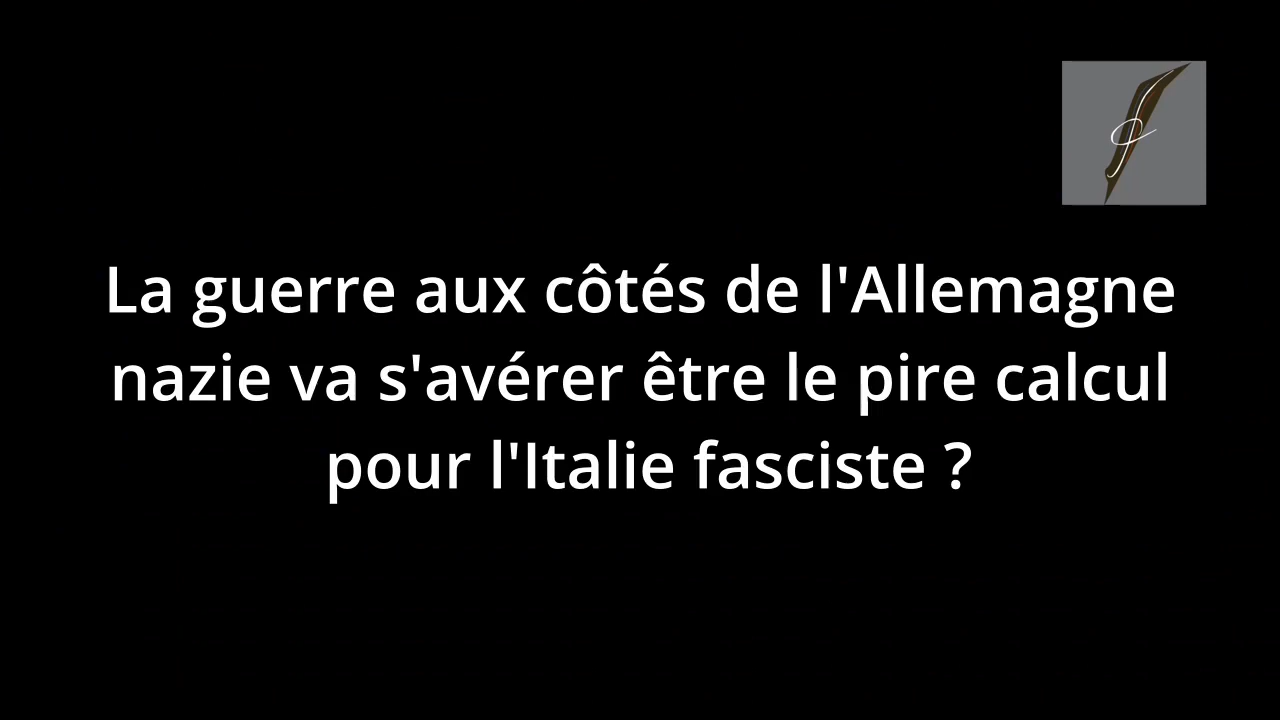 La guerre aux côtés de l'Allemagne
nazie va s'avérer être le pire calcul
pour l'Italie fasciste ?